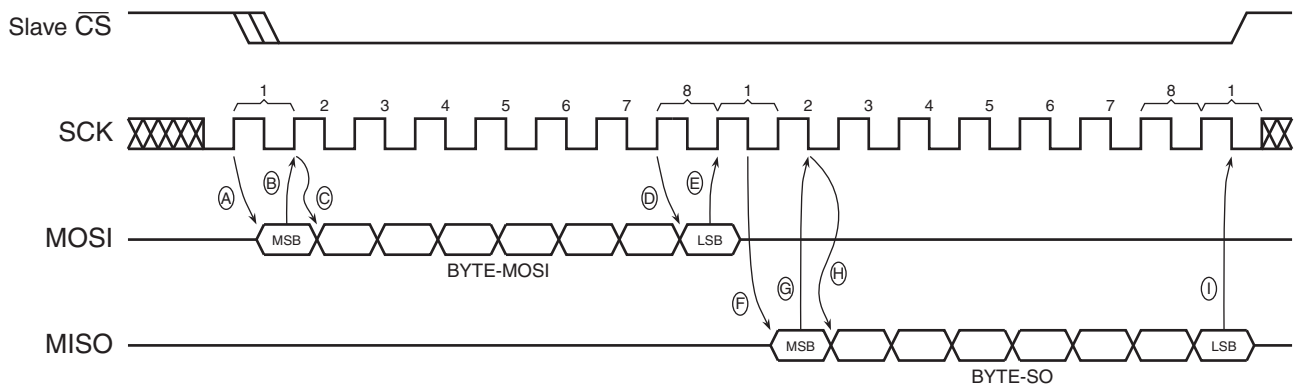 Slave CS
1 2 3 4 5 6 7 8 1 2 3 4 5 6 7 8 1
SCK
A B C D E
MOSI MSB LSB
BYTE-MOSI
F G H I
MISO MSB LSB
BYTE-SO